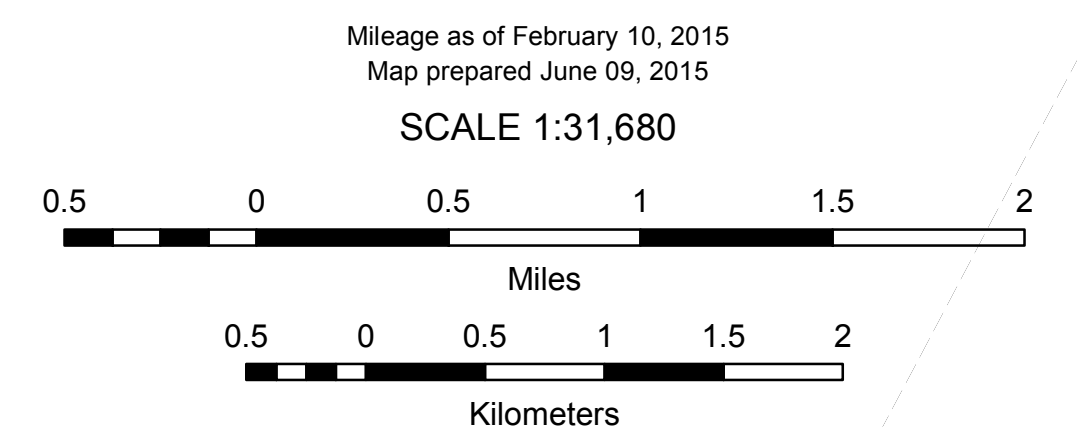 Mileage as of February 10, 2015
Map prepared June 09, 2015
SCALE 1:31,680
0.5 0 0.5 1 1.5 2
Miles
0.5 0 0.5 1 1.5 2
Kilometers